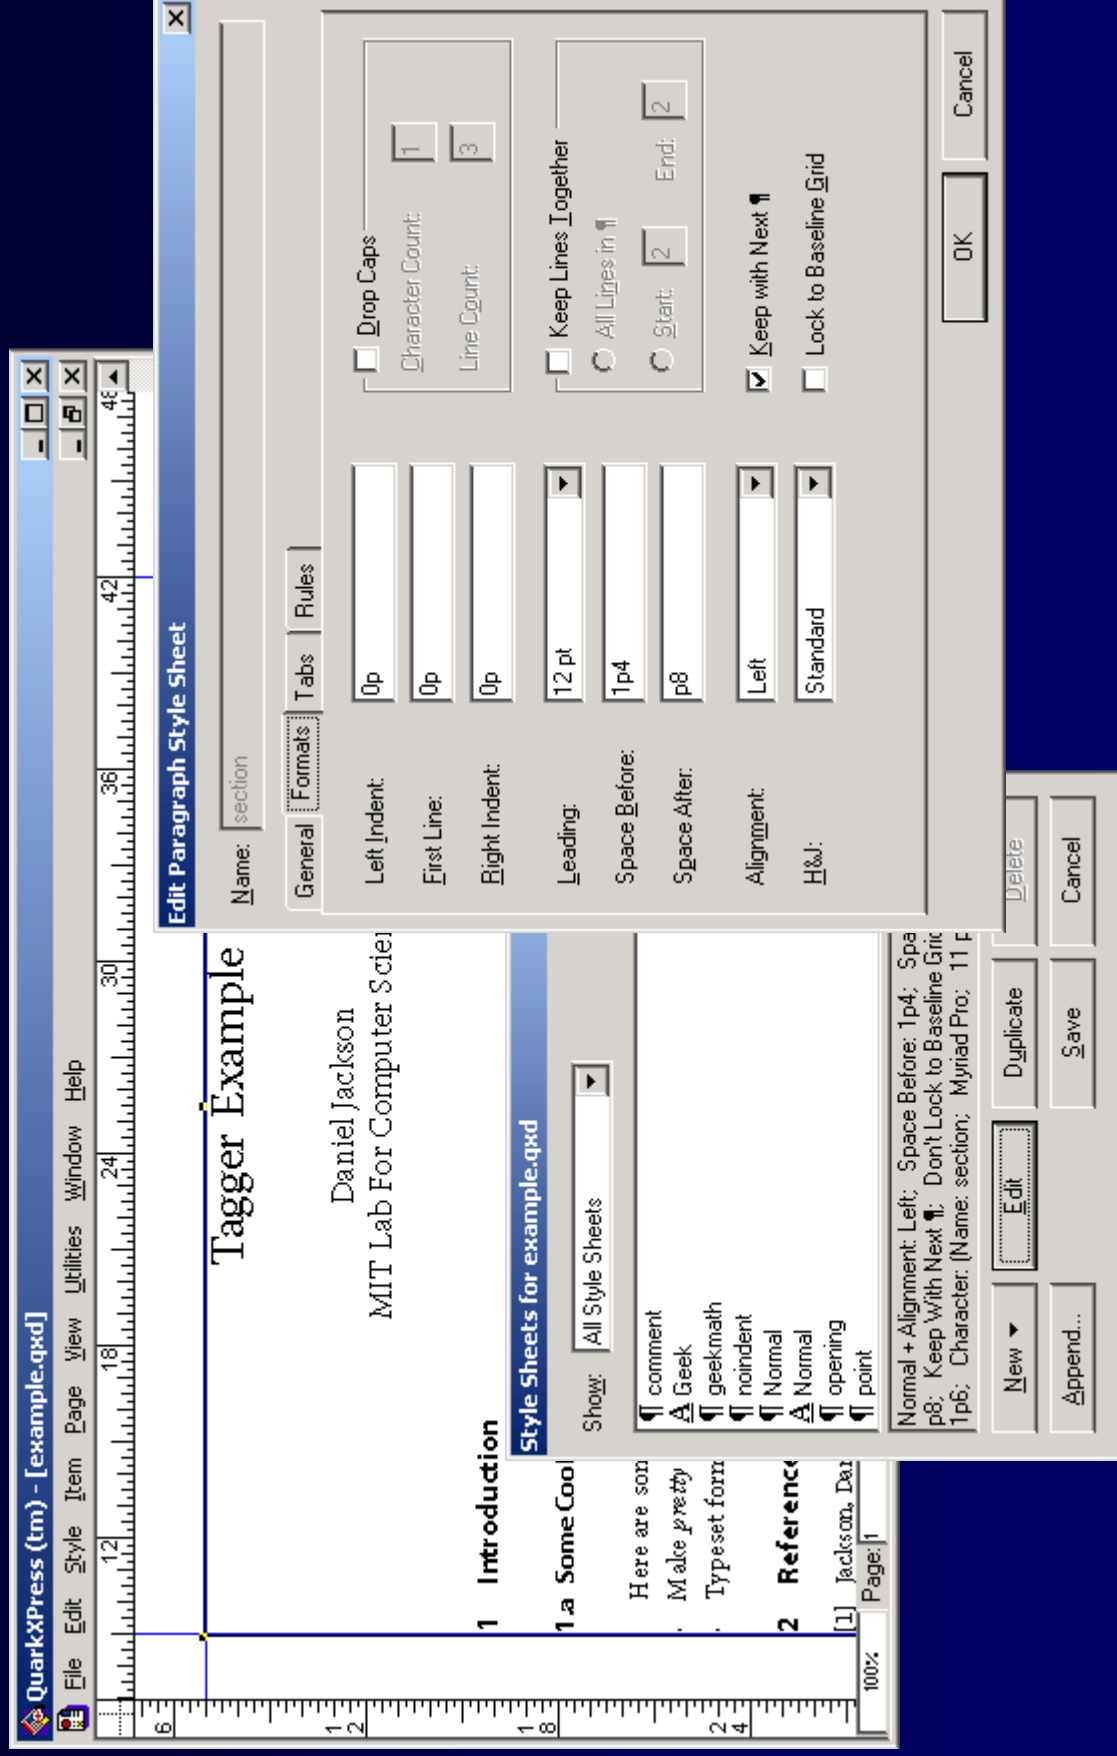 QuarkXPress (tm) - [example.qxd]
File Edit Style Item Page View Utilities Window Help
12 18 24 30 36 42 48
6
12
18
24
Tagger Example
Daniel Jackson
MIT Lab For Computer Scien
1 Introduction
1.a Some Cool
Here are son
· Make pretty
· Typeset form
2 Reference
[1] Jackson, Dan
100% Page: 1
Style Sheets for example.qxd
Show: All Style Sheets
¶ comment
A Geek
¶ geekmath
¶ noindent
¶ Normal
A Normal
¶ opening
¶ point
Normal + Alignment: Left; Space Before: 1p4; Spa
p8; Keep With Next ¶; Don't Lock to Baseline Grid
1p6; Character: (Name: section; Myriad Pro; 11 p
New Edit Duplicate Delete
Append... Save Cancel
Edit Paragraph Style Sheet
Name: section
General Formats Tabs Rules
Left Indent: 0p
First Line: 0p
Right Indent: 0p
Leading: 12 pt
Space Before: 1p4
Space After: p8
Alignment: Left
H&J: Standard
Drop Caps
Character Count: 1
Line Count: 3
Keep Lines Together
All Lines in ¶
Start: 2 End: 2
Keep with Next ¶
Lock to Baseline Grid
OK Cancel